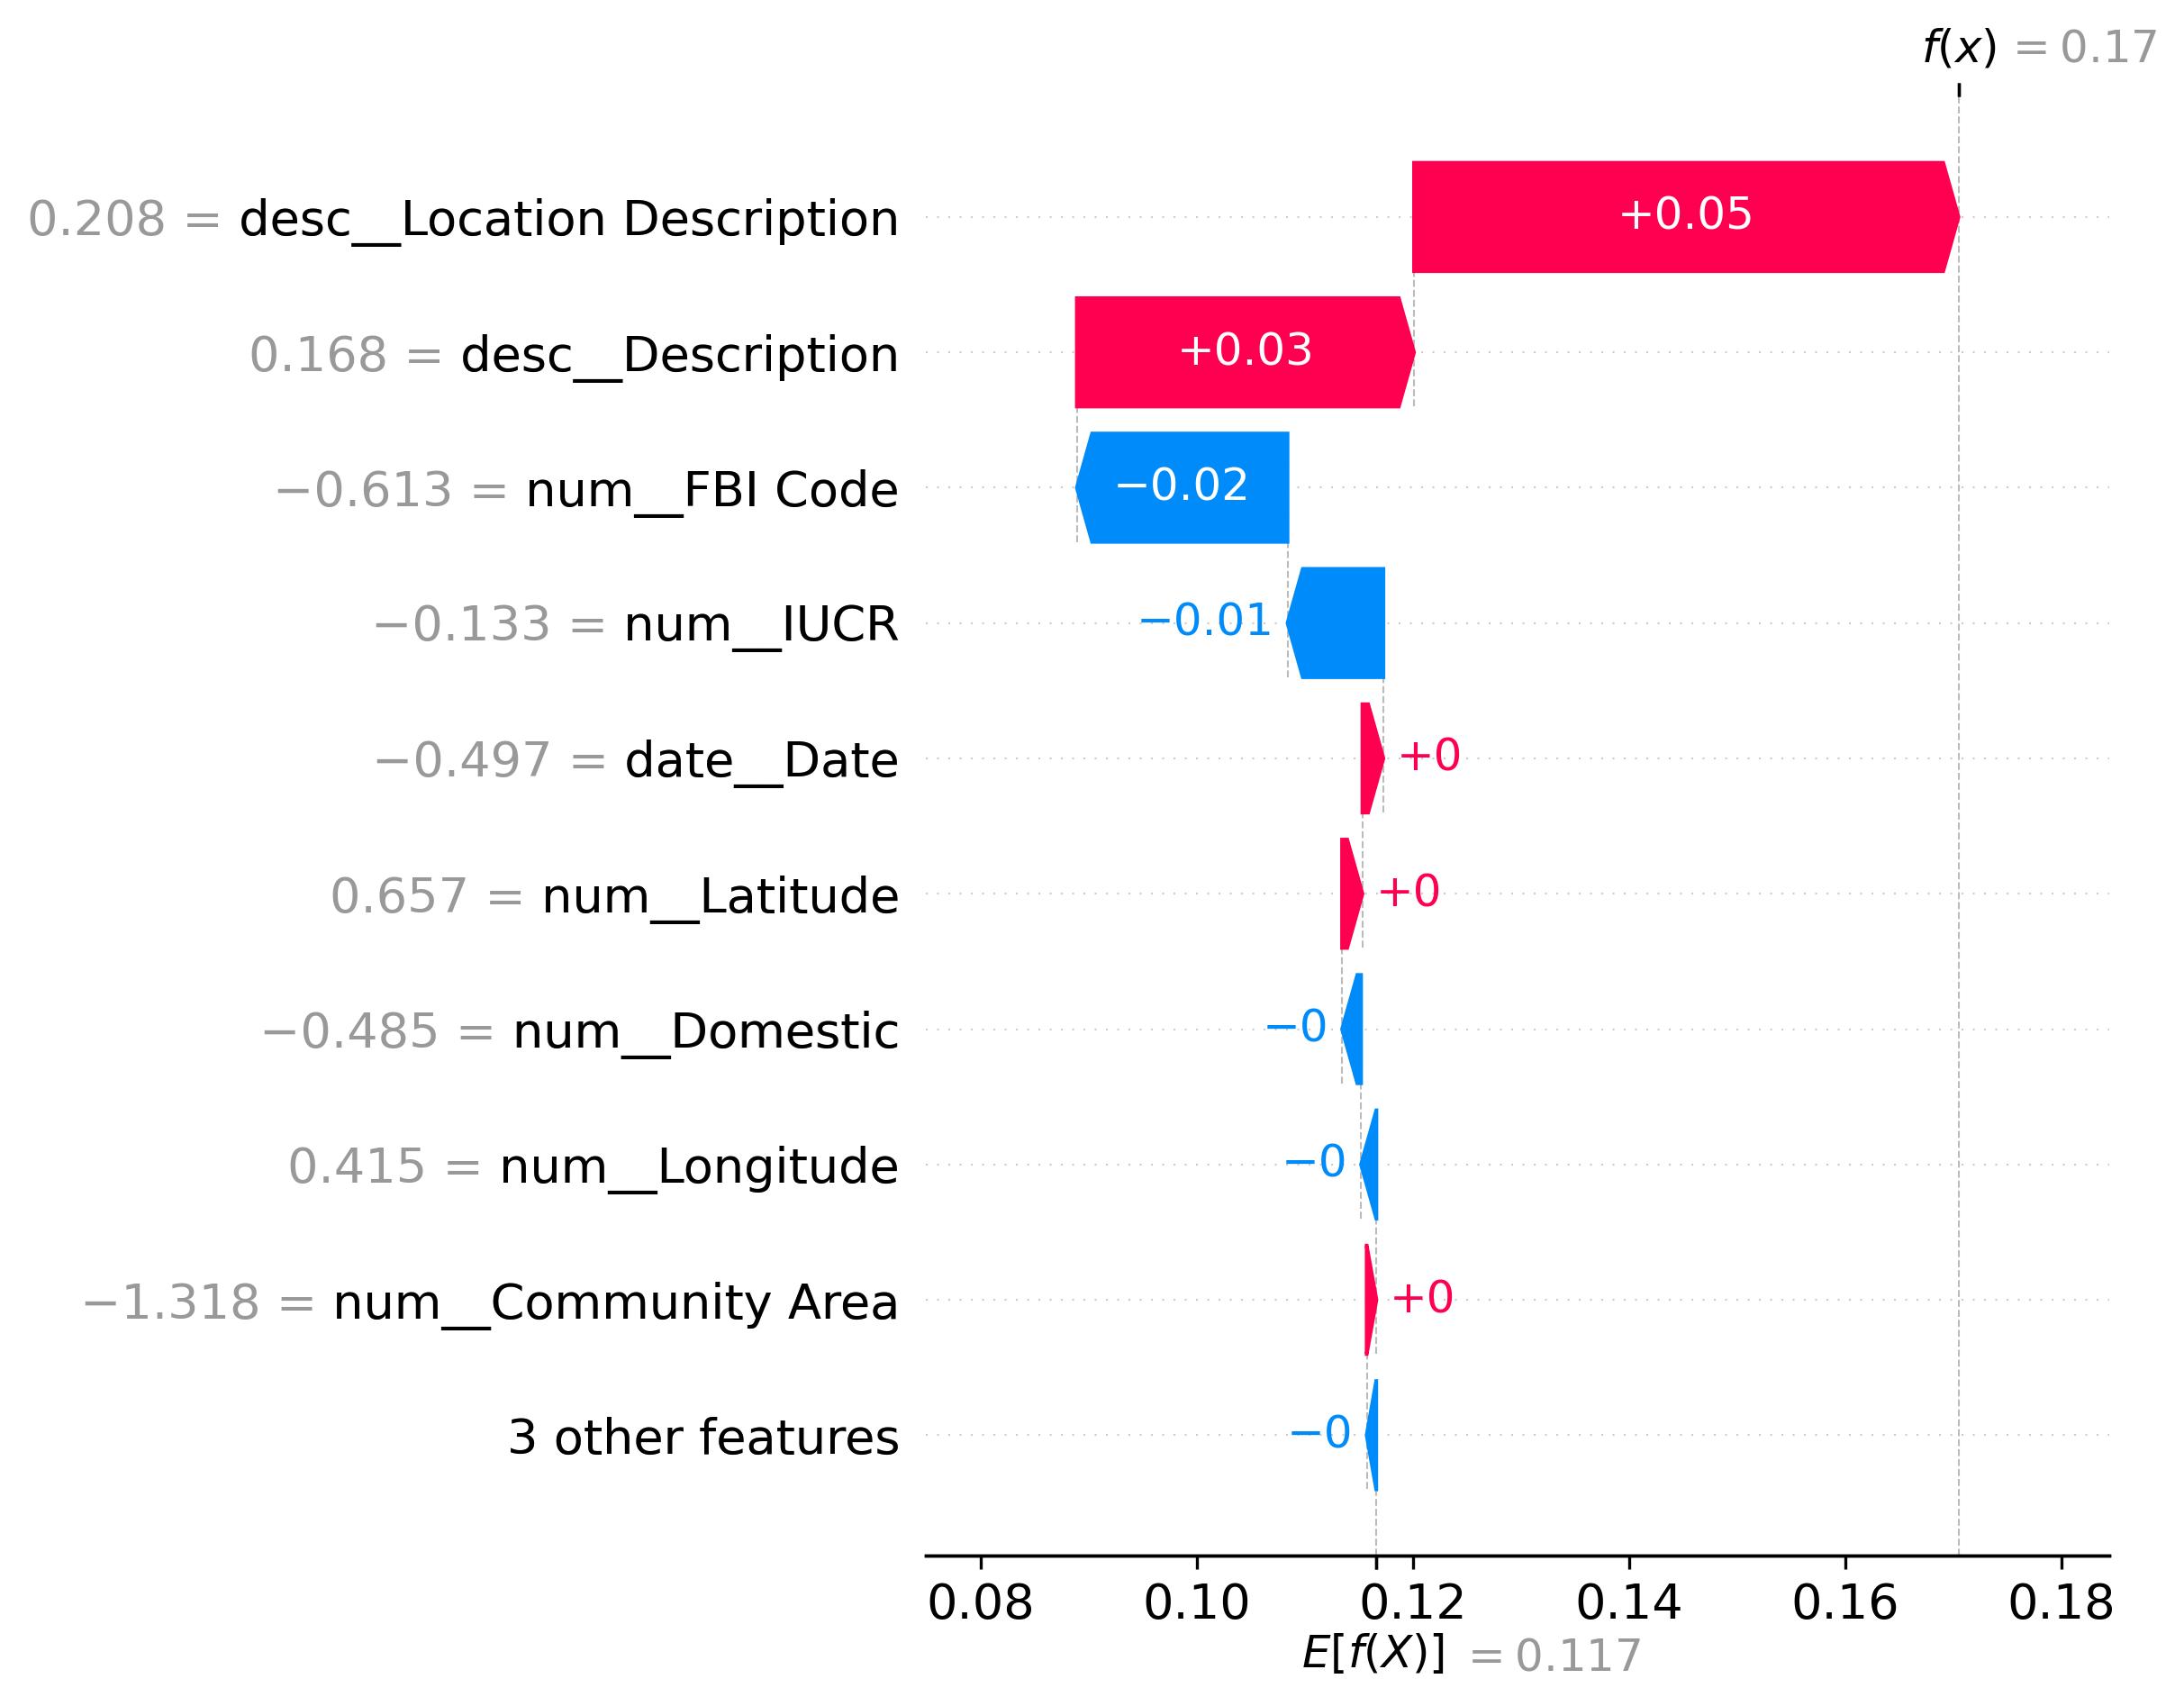 f(x) = 0.17
0.208 = desc__Location Description +0.05
0.168 = desc__Description +0.03
−0.613 = num__FBI Code −0.02
−0.133 = num__IUCR −0.01
−0.497 = date__Date +0
0.657 = num__Latitude +0
−0.485 = num__Domestic −0
0.415 = num__Longitude −0
−1.318 = num__Community Area +0
3 other features −0
0.08 0.10 0.12 0.14 0.16 0.18
E[f(X)] = 0.117